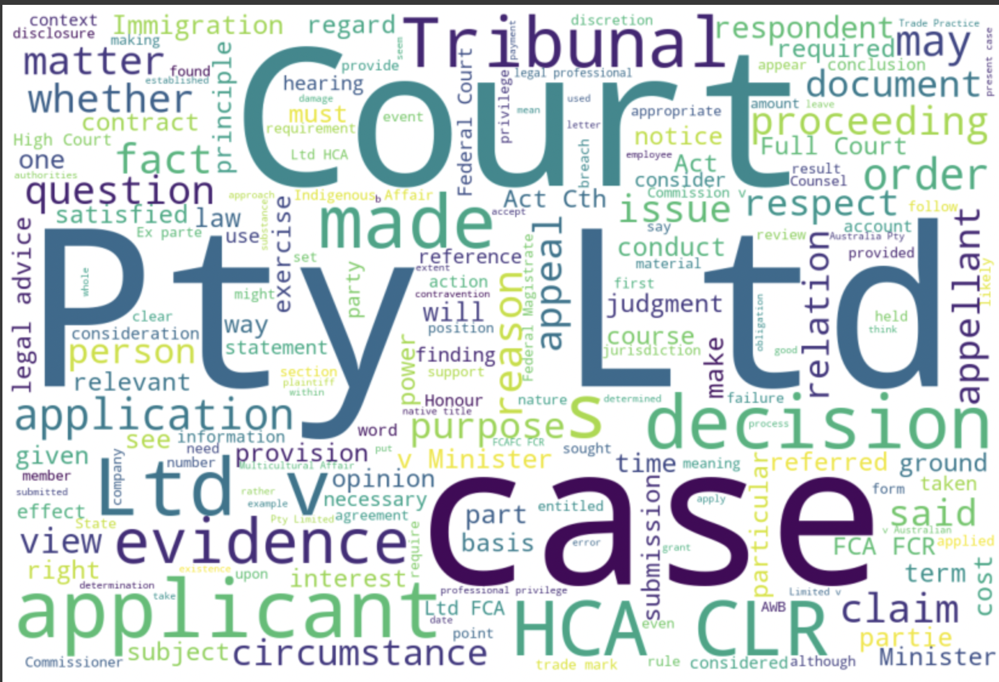 context
disclosure
Immigration
making
regard
Tribunal
payment
seem
discretion
respondent
Trade Practice
required
may
present case
matter
found
established
principle
provide
hearing
Court
Federal Court
legal professional
privilege
appear
conclusion
document
whether
damage
must
event
requirement
mean
used
letter
appropriate
amount
leave
proceeding
contract
High Court
fact
Ltd HCA
notice
Full Court
one
authorities
breach
employee
Act
consider
result
Counsel
order
question
approach
Indigenous Affair
b
Act Cth
Commission v
issue
respect
follow
satisfied
law
substance
exercise
made
accept
appeal
say
account
appellant
legal advice
Ex parte
use
set
reference
extent
Federal Magistrate
conduct
review
Australia Pty
relation
provided
material
likely
Pty Ltd
whole
might
party
action
contravention
reason
first
judgment
obligation
held
think
clear
way
will
position
consideration
course
jurisdiction
good
make
person
statement
power
finding
section
support
plaintiff
within
relevant
Honour
native title
nature
s
determined
failure
application
purpose
decision
process
see
information
word
FCAFC FCR
sought
given
need
number
provision
put
v Minister
time
meaning
referred
ground
member
company
Multicultural Affair
Ltd v
opinion
submission
particular
form
taken
submitted
rather
example
necessary
case
part
entitled
apply
effect
State
Pty Limited
agreement
said
v Australian
view
evidence
require
basis
error
grant
FCA FCR
applied
right
existence
upon
interest
term
cost
determination
take
professional privilege
Limited v
applicant
Ltd FCA
date
HCA CLR
AWB
even
claim
point
partie
Commissioner
subject
circumstance
trade mark
rule
considered
although
Minister